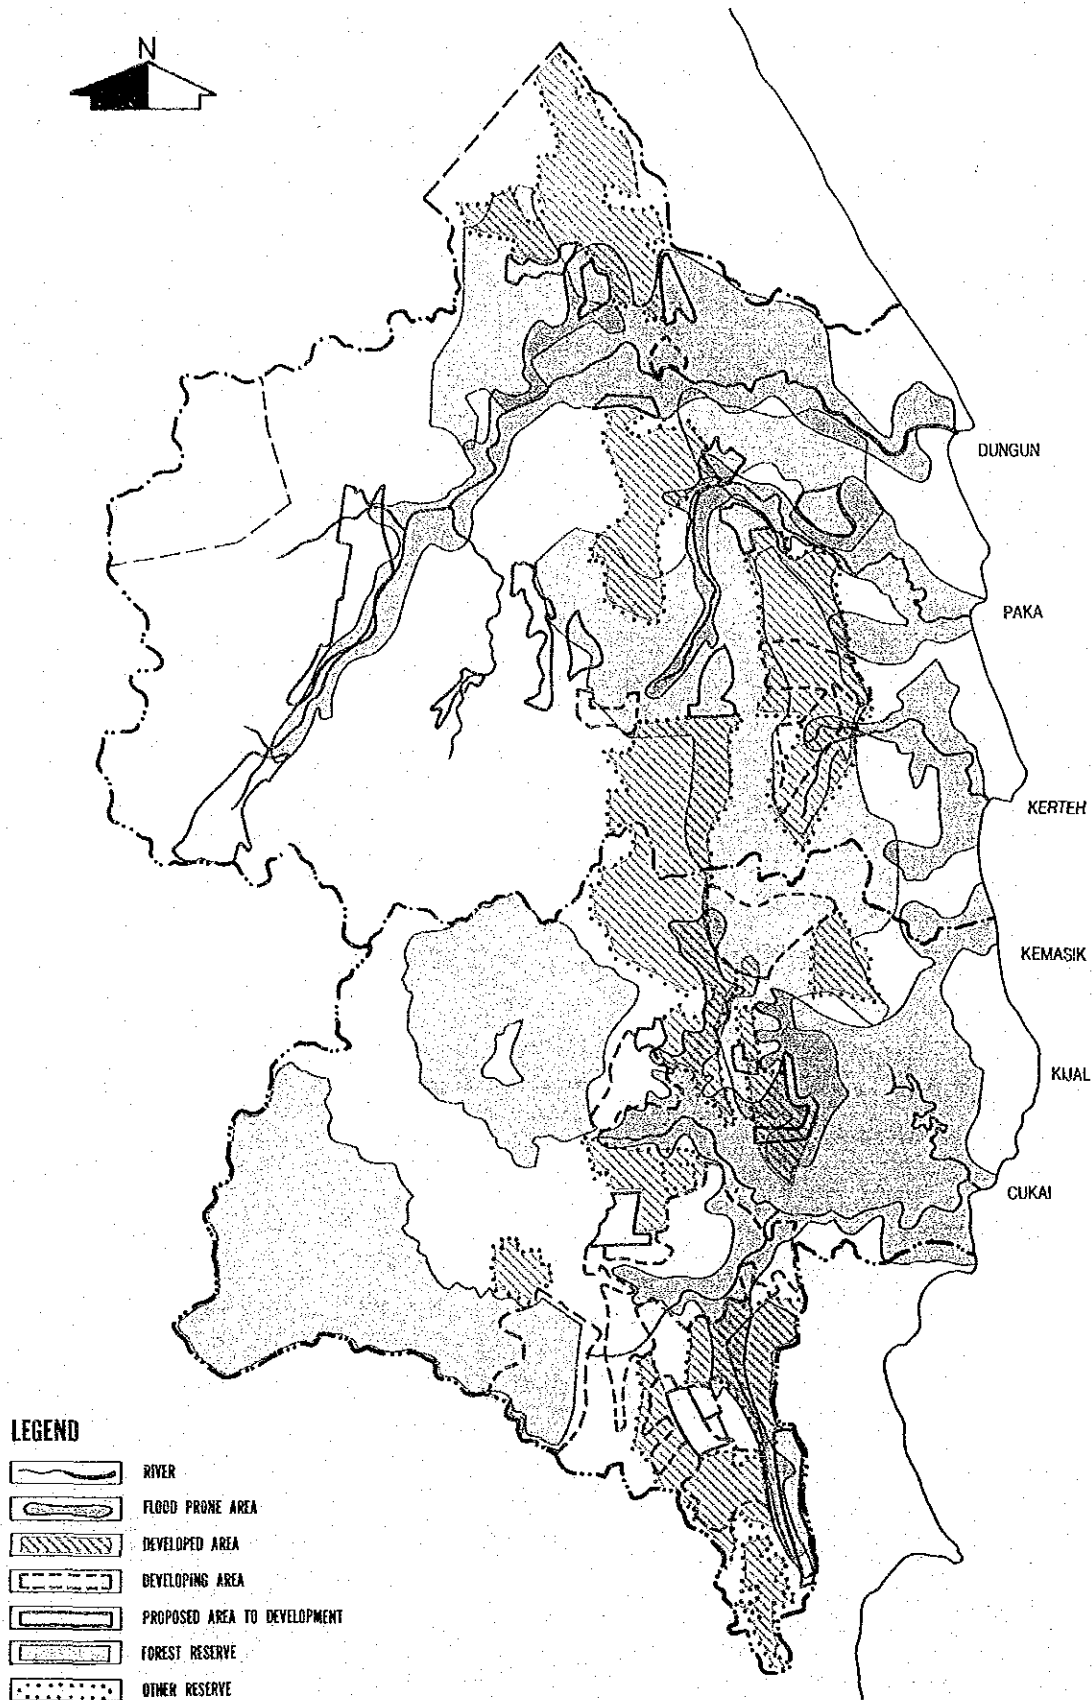 N
DUNGUN
PAKA
KERTEH
KEMASIK
KIJAL
CUKAI
LEGEND
RIVER
FLOOD PRONE AREA
DEVELOPED AREA
DEVELOPING AREA
PROPOSED AREA TO DEVELOPMENT
FOREST RESERVE
OTHER RESERVE